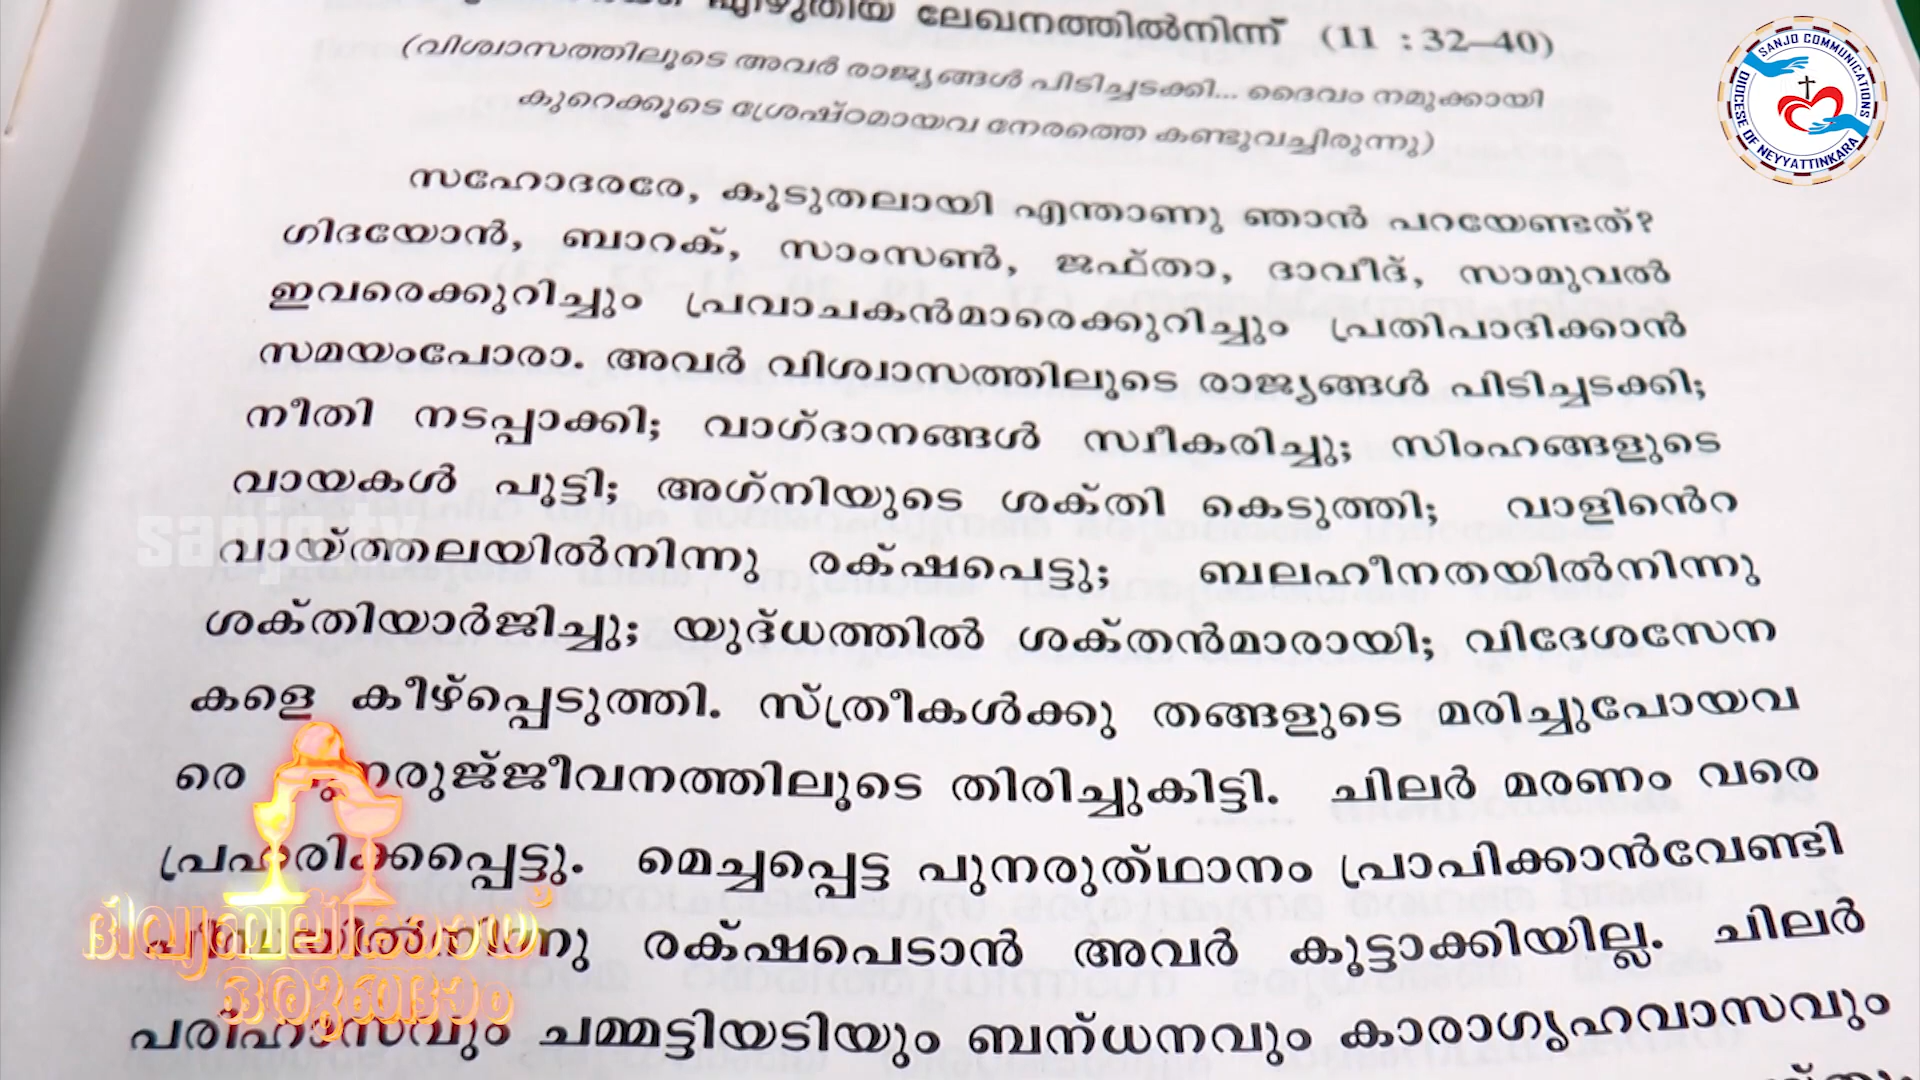 എഴുതിയ ലേഖനത്തിൽനിന്ന് (11 : 32–40)
(വിശ്വാസത്തിലൂടെ അവർ രാജ്യങ്ങൾ പിടിച്ചടക്കി... ദൈവം നമുക്കായി
കുറെക്കൂടെ ശ്രേഷ്ഠമായവ നേരത്തെ കണ്ടുവച്ചിരുന്നു)
സഹോദരരേ, കൂടുതലായി എന്താണു ഞാൻ പറയേണ്ടത്?
ഗിദയോൻ, ബാറക്, സാംസൺ, ജഫ്താ, ദാവീദ്, സാമുവൽ
ഇവരെക്കുറിച്ചും പ്രവാചകൻമാരെക്കുറിച്ചും പ്രതിപാദിക്കാൻ
സമയംപോരാ. അവർ വിശ്വാസത്തിലൂടെ രാജ്യങ്ങൾ പിടിച്ചടക്കി;
നീതി നടപ്പാക്കി; വാഗ്ദാനങ്ങൾ സ്വീകരിച്ചു; സിംഹങ്ങളുടെ
വായകൾ പൂട്ടി; അഗ്നിയുടെ ശക്തി കെടുത്തി; വാളിൻെറ
വായ്ത്തലയിൽനിന്നു രക്ഷപെട്ടു; ബലഹീനതയിൽനിന്നു
ശക്തിയാർജിച്ചു; യുദ്ധത്തിൽ ശക്തൻമാരായി; വിദേശസേന
കളെ കീഴ്പ്പെടുത്തി. സ്ത്രീകൾക്കു തങ്ങളുടെ മരിച്ചുപോയവ
രെ പുനരുജ്ജീവനത്തിലൂടെ തിരിച്ചുകിട്ടി. ചിലർ മരണം വരെ
പ്രഹരിക്കപ്പെട്ടു. മെച്ചപ്പെട്ട പുനരുത്ഥാനം പ്രാപിക്കാൻവേണ്ടി
രക്ഷപെടാൻ അവർ കൂട്ടാക്കിയില്ല. ചിലർ
പരിഹാസവും ചമ്മട്ടിയടിയും ബന്ധനവും കാരാഗൃഹവാസവും
SANJO COMMUNICATIONS
DIOCESE OF NEYYATTINKARA
sanjo.tv
ദിവ്യബലിക്കായ്
ഒരുങ്ങാം